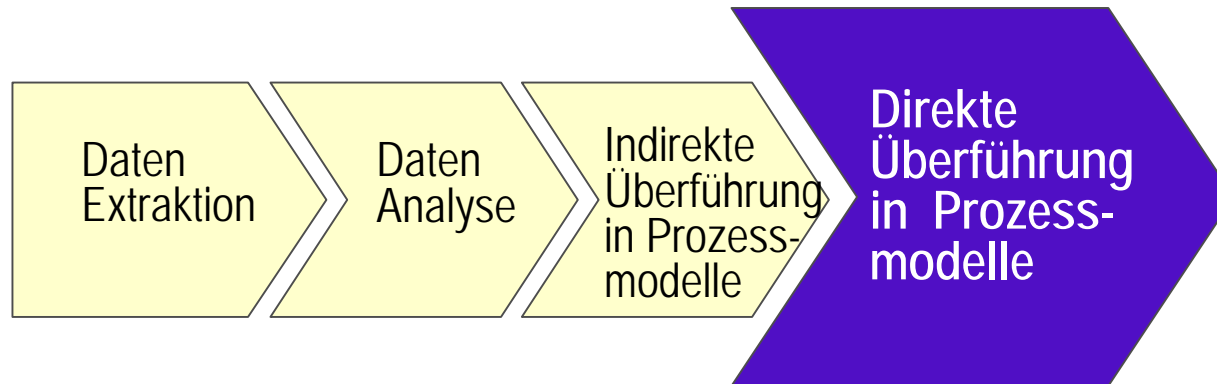 Daten
Extraktion
Daten
Analyse
Indirekte
Überführung
in Prozess-
modelle
Direkte
Überführung
in Prozess-
modelle